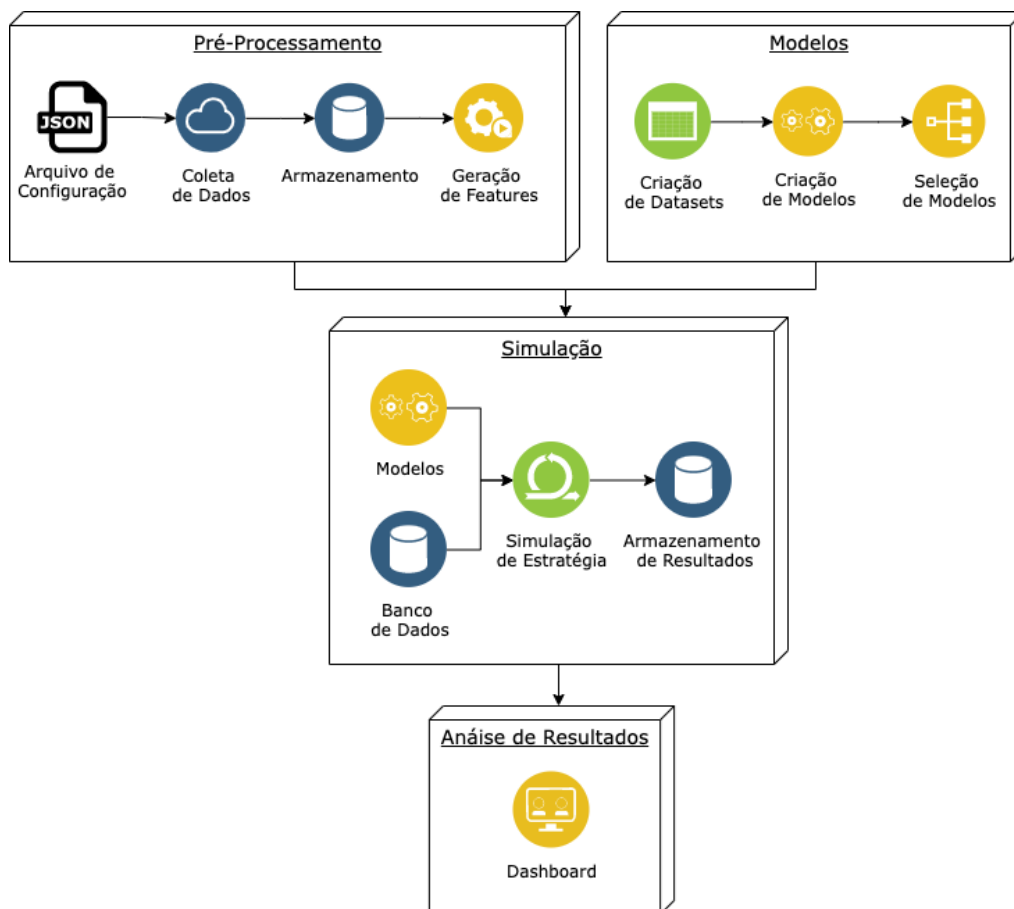 Pré-Processamento
JSON
Arquivo de
Configuração
Coleta
de Dados
Armazenamento
Geração
de Features
Modelos
Criação
de Datasets
Criação
de Modelos
Seleção
de Modelos
Simulação
Modelos
Banco
de Dados
Simulação
de Estratégia
Armazenamento
de Resultados
Anáise de Resultados
Dashboard